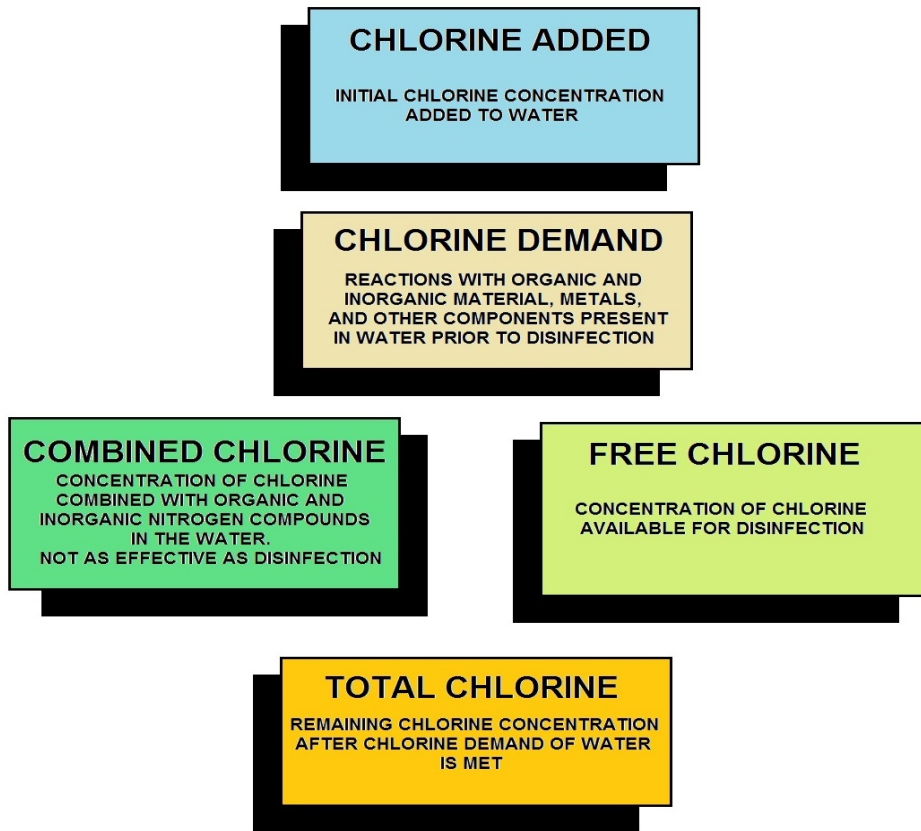 CHLORINE ADDED
INITIAL CHLORINE CONCENTRATION
ADDED TO WATER
CHLORINE DEMAND
REACTIONS WITH ORGANIC AND
INORGANIC MATERIAL, METALS,
AND OTHER COMPONENTS PRESENT
IN WATER PRIOR TO DISINFECTION
COMBINED CHLORINE
CONCENTRATION OF CHLORINE
COMBINED WITH ORGANIC AND
INORGANIC NITROGEN COMPOUNDS
IN THE WATER.
NOT AS EFFECTIVE AS DISINFECTION
FREE CHLORINE
CONCENTRATION OF CHLORINE
AVAILABLE FOR DISINFECTION
TOTAL CHLORINE
REMAINING CHLORINE CONCENTRATION
AFTER CHLORINE DEMAND OF WATER
IS MET